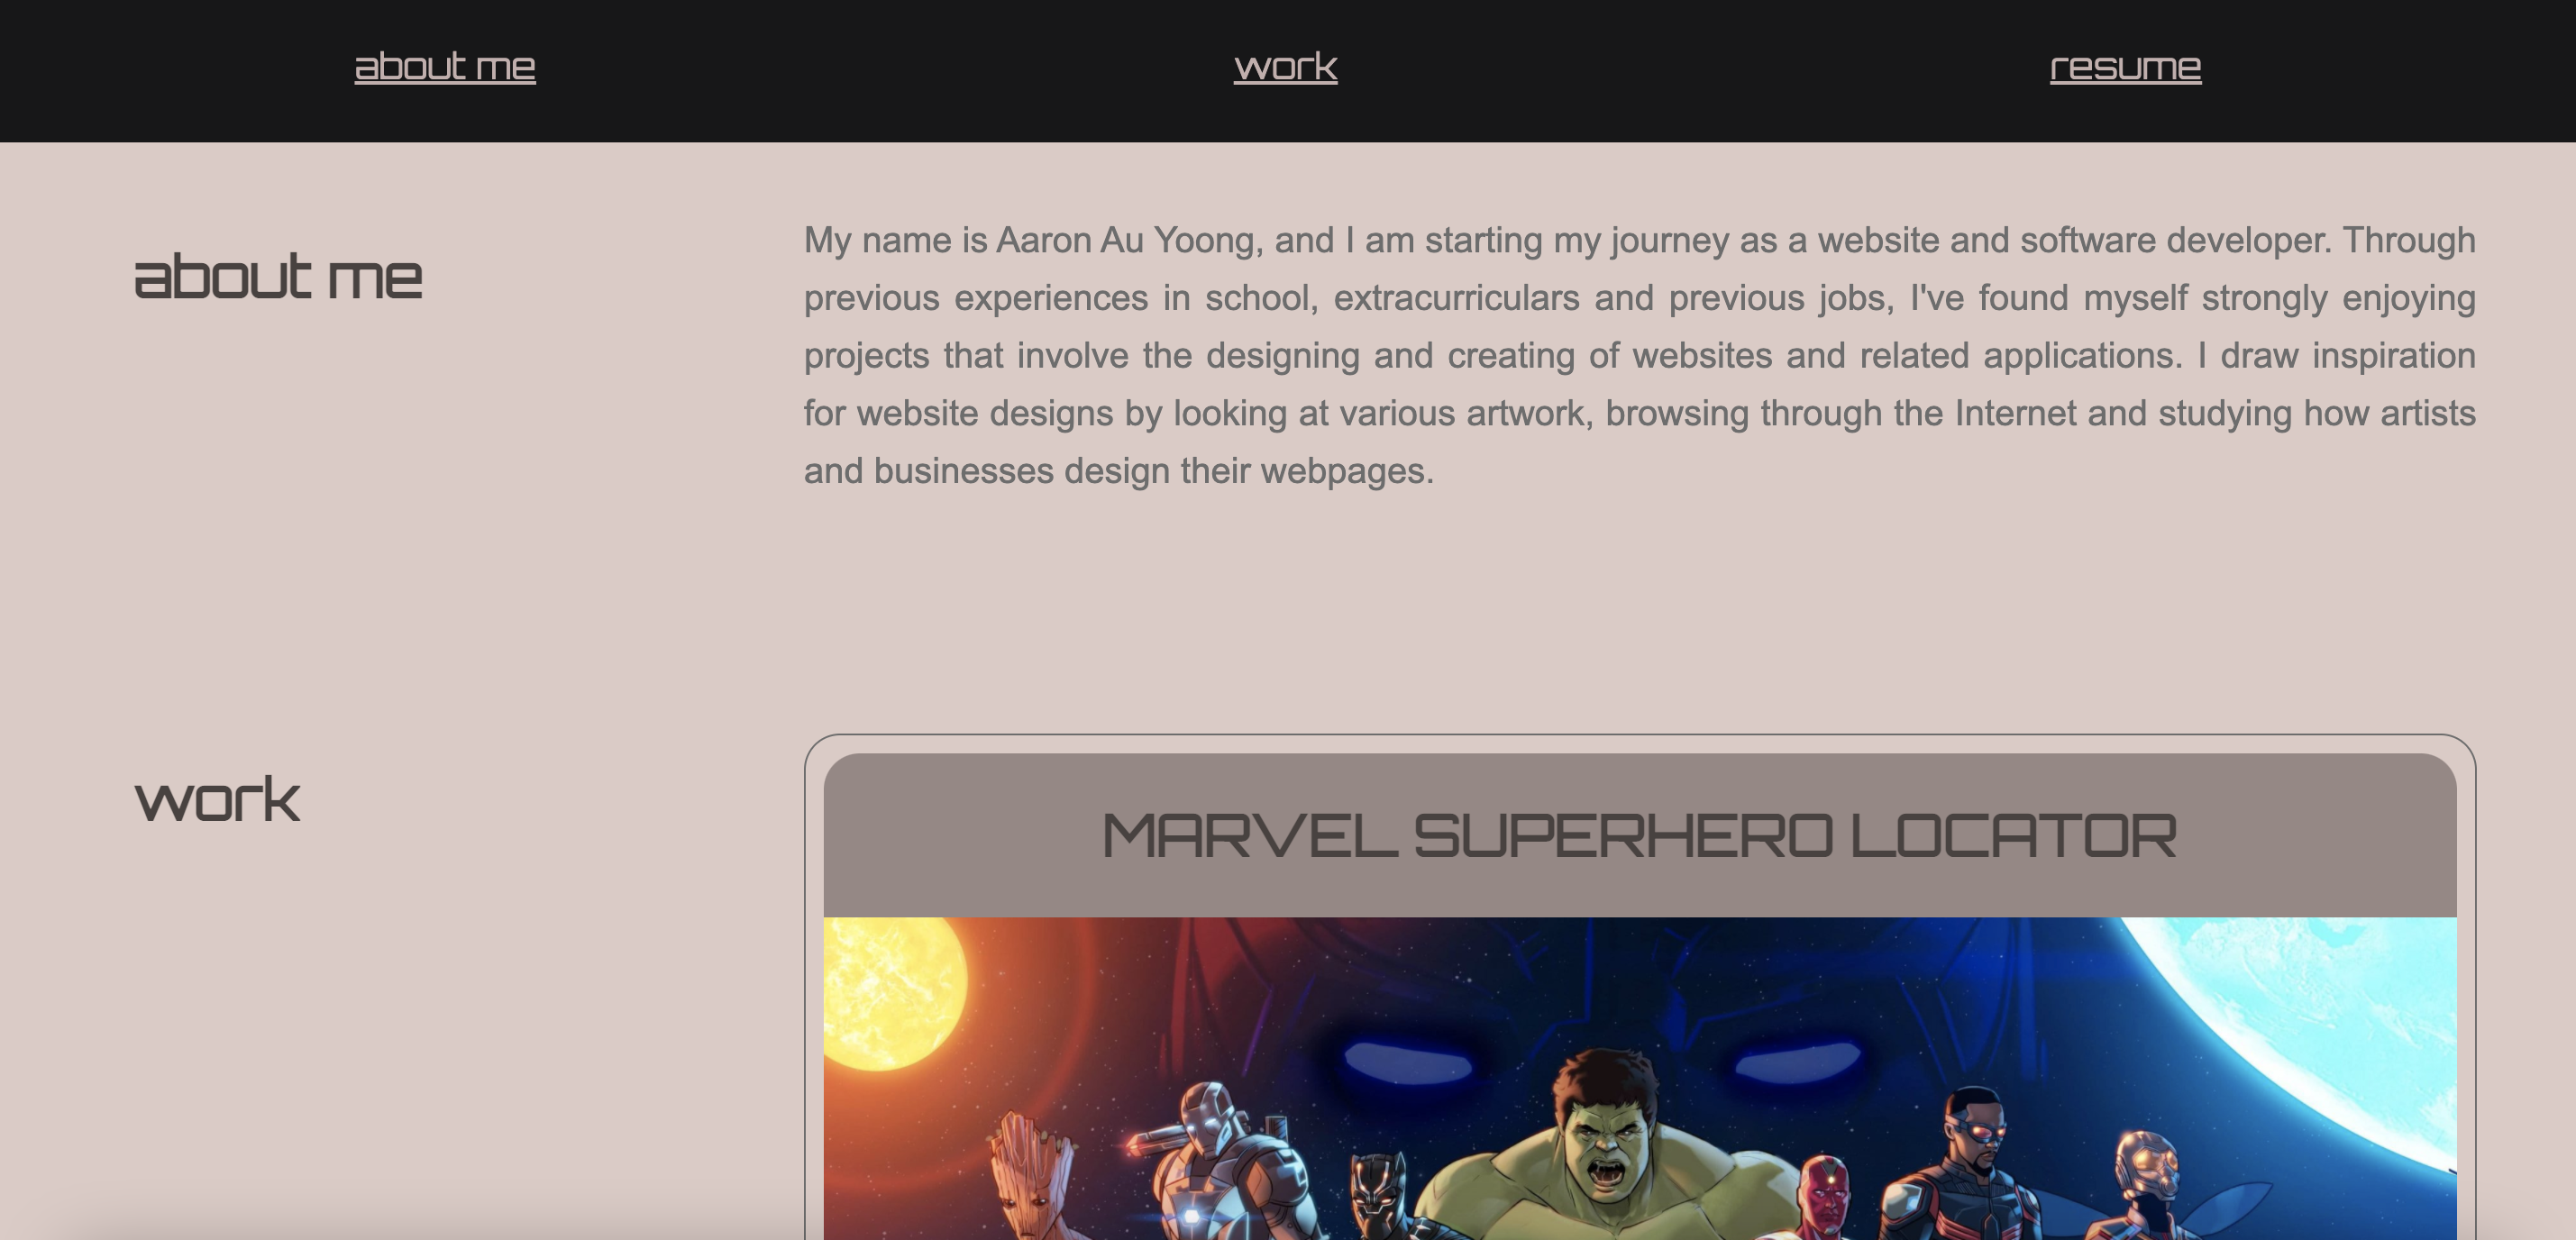 about me work resume
about me
My name is Aaron Au Yoong, and I am starting my journey as a website and software developer. Through
previous experiences in school, extracurriculars and previous jobs, I've found myself strongly enjoying
projects that involve the designing and creating of websites and related applications. I draw inspiration
for website designs by looking at various artwork, browsing through the Internet and studying how artists
and businesses design their webpages.
work
MARVEL SUPERHERO LOCATOR